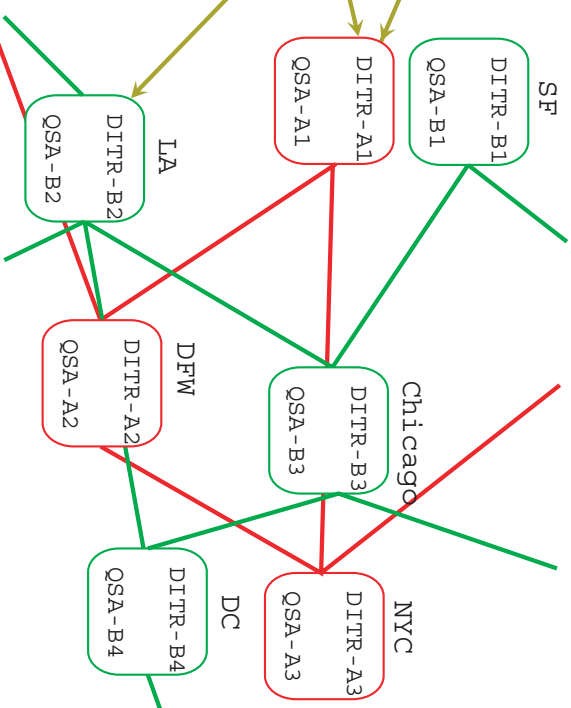 SF
DITR-B1
QSA-B1
DITR-A1
QSA-A1
LA
DITR-B2
QSA-B2
Chicago
DITR-B3
QSA-B3
DFW
DITR-A2
QSA-A2
NYC
DITR-A3
QSA-A3
DC
DITR-B4
QSA-B4